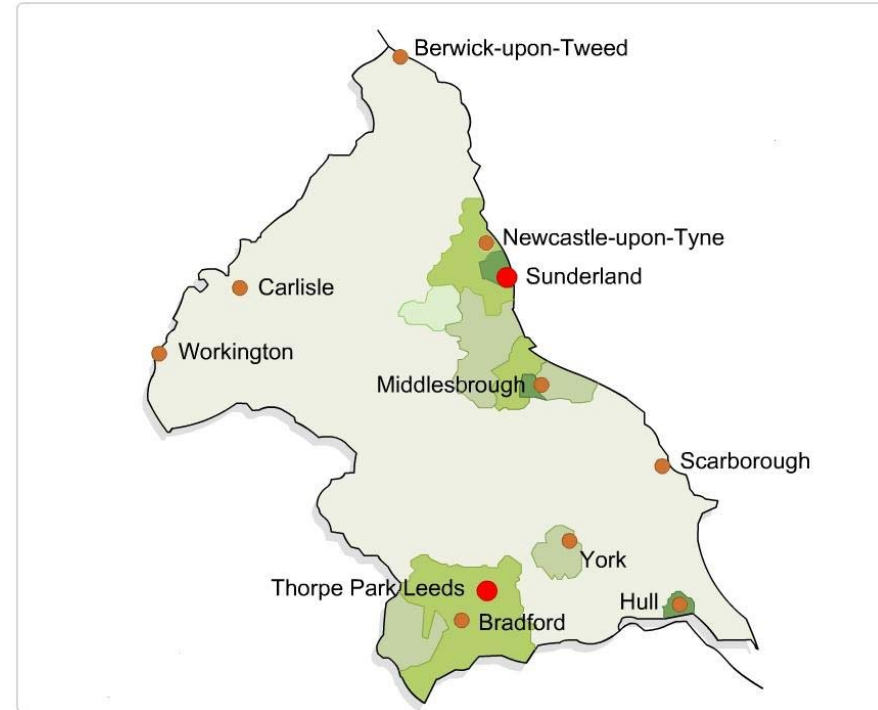 Berwick-upon-Tweed
Newcastle-upon-Tyne
Sunderland
Carlisle
Workington
Middlesbrough
Scarborough
York
Thorpe Park Leeds
Hull
Bradford